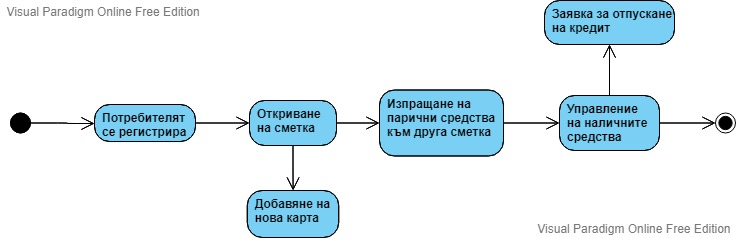 Visual Paradigm Online Free Edition
Заявка за отпускане
на кредит
Потребителят
се регистрира
Откриване
на сметка
Изпращане на
парични средства
към друга сметка
Управление
на наличните
средства
Добавяне на
нова карта
Visual Paradigm Online Free Edition